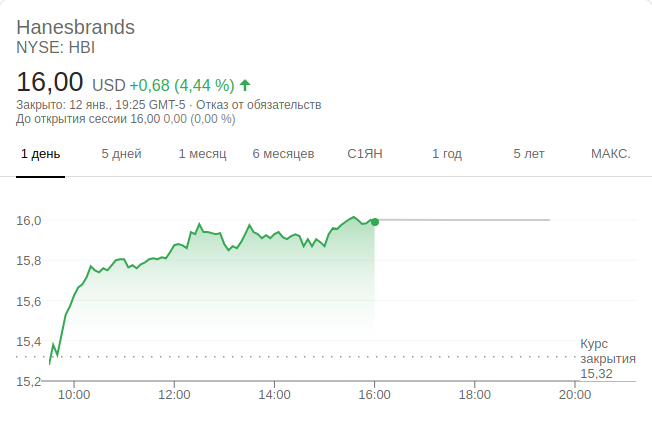 Hanesbrands
NYSE: HBI
16,00 USD +0,68 (4,44 %)
Закрыто: 12 янв., 19:25 GMT-5 · Отказ от обязательств
До открытия сессии 16,00 0,00 (0,00 %)
1 день 5 дней 1 месяц 6 месяцев С1ЯН 1 год 5 лет МАКС.
16,0
15,8
15,6
15,4
Курс
закрытия
15,32
15,2
10:00 12:00 14:00 16:00 18:00 20:00